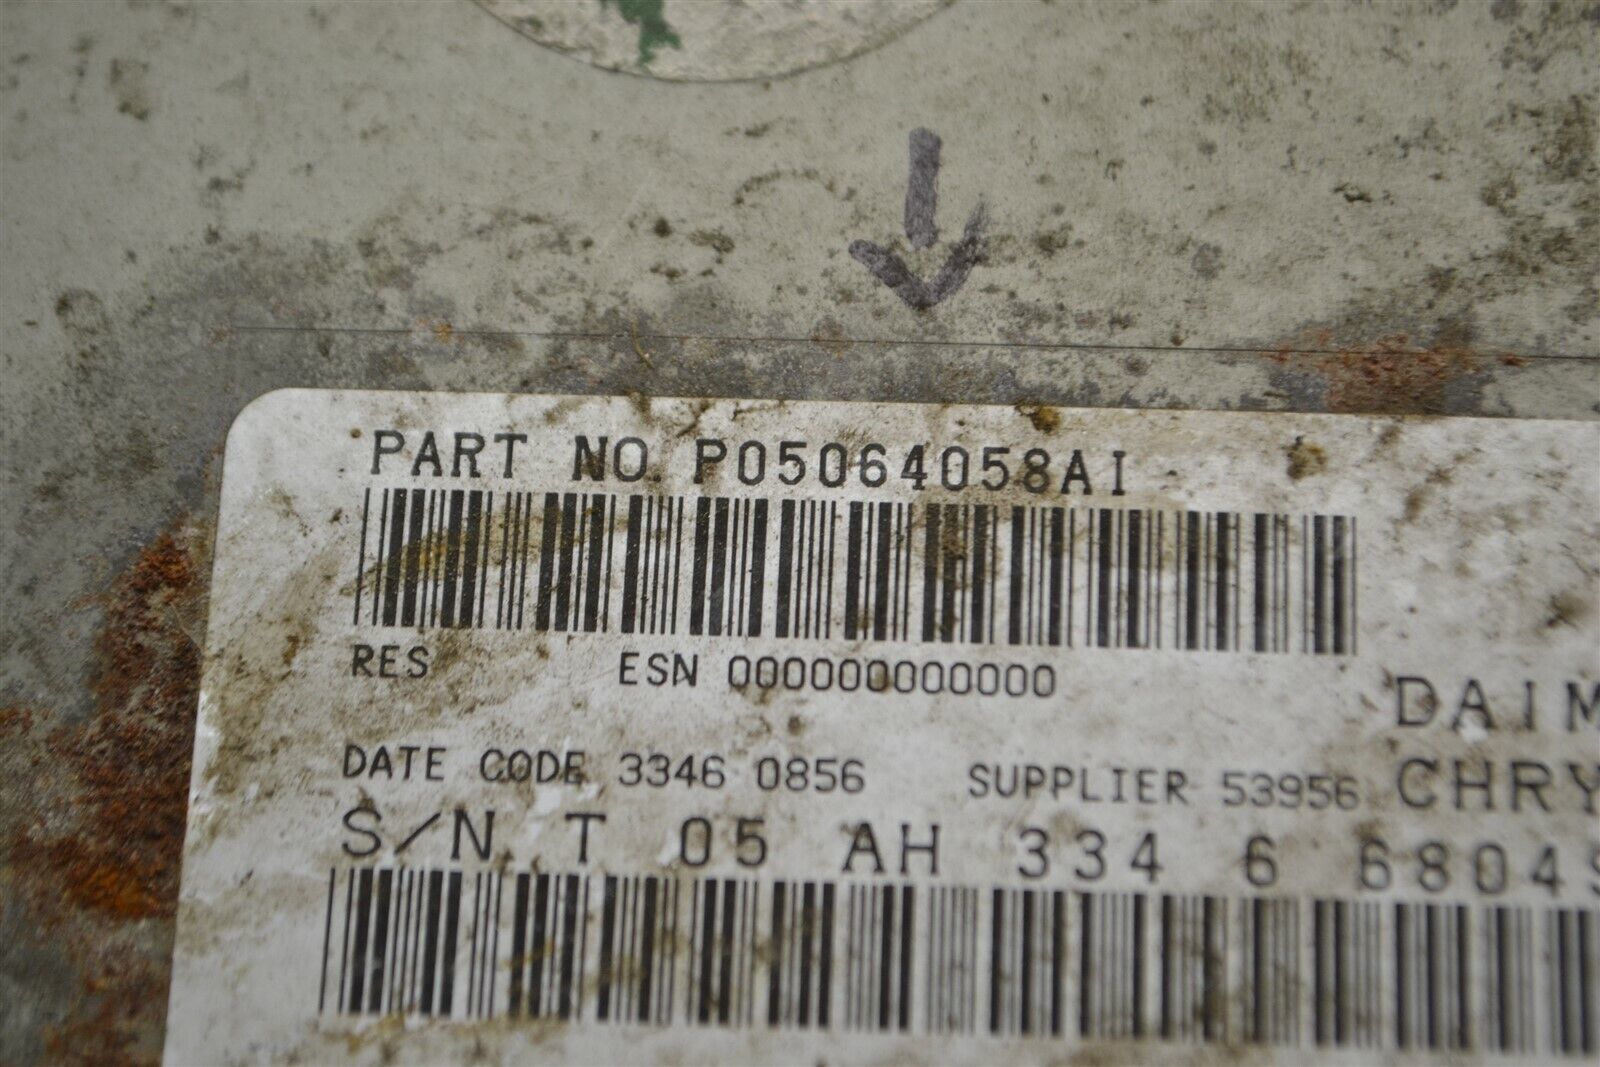 PART NO. P05064058AI
RES ESN 000000000000
DATE CODE 3346 0856 SUPPLIER 53956
DAIM
CHRY
S/N T 05 AH 334 6 6804